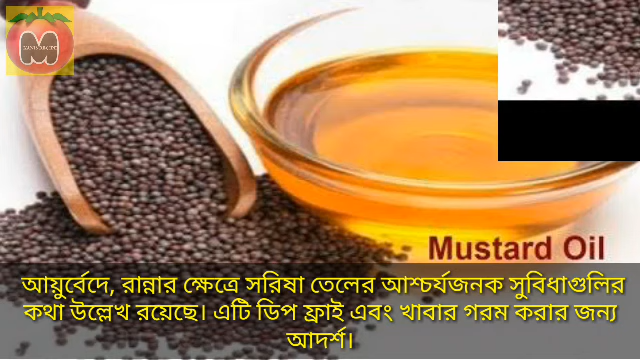 Mustard Oil
আয়ুর্বেদে, রান্নার ক্ষেত্রে সরিষা তেলের আশ্চর্যজনক সুবিধাগুলির
কথা উল্লেখ রয়েছে। এটি ডিপ ফ্রাই এবং খাবার গরম করার জন্য
আদর্শ।